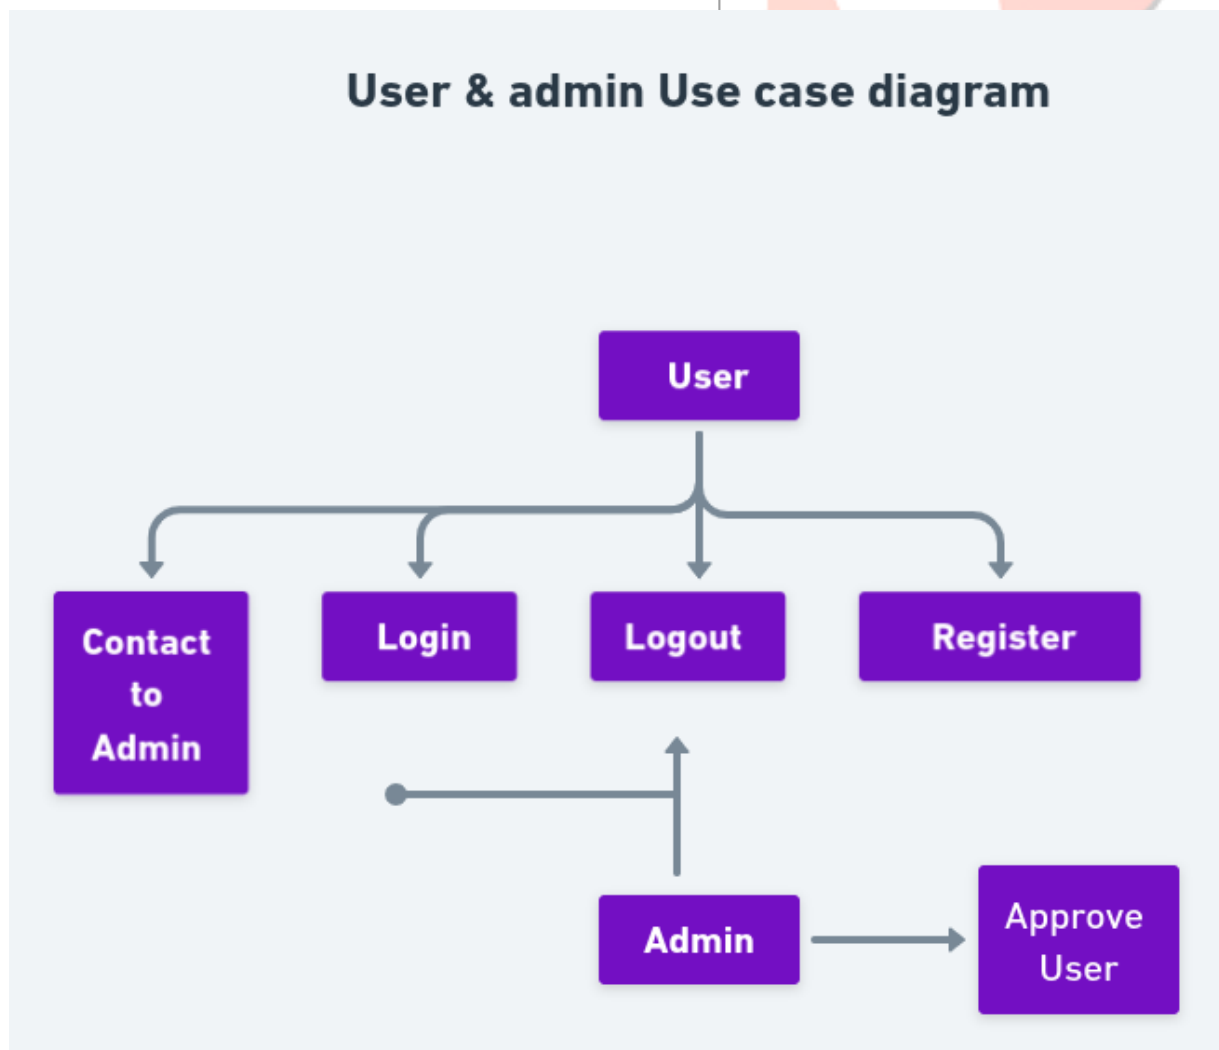 User & admin Use case diagram
User
Contact
to
Admin
Login
Logout
Register
Admin
Approve
User